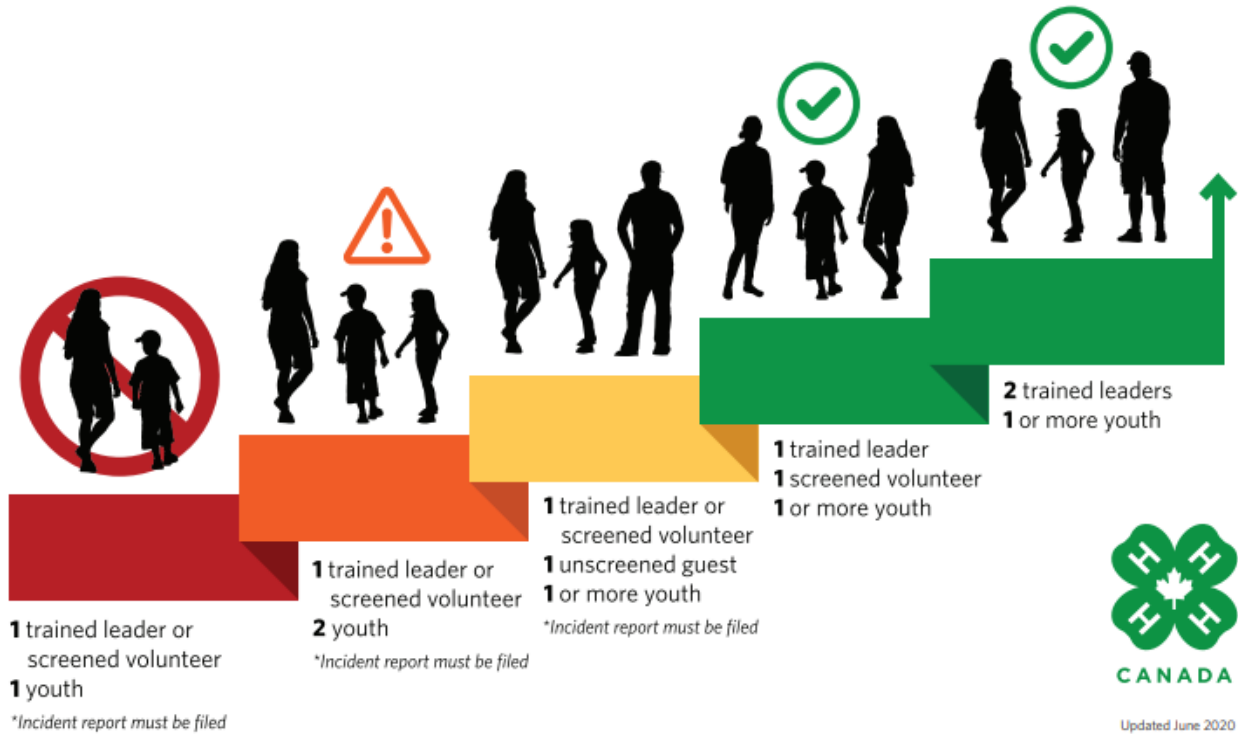 1 trained leader or
screened volunteer
1 youth
*Incident report must be filed
1 trained leader or
screened volunteer
2 youth
*Incident report must be filed
1 trained leader or
screened volunteer
1 unscreened guest
1 or more youth
*Incident report must be filed
1 trained leader
1 screened volunteer
1 or more youth
2 trained leaders
1 or more youth
H H
H H
CANADA
Updated June 2020